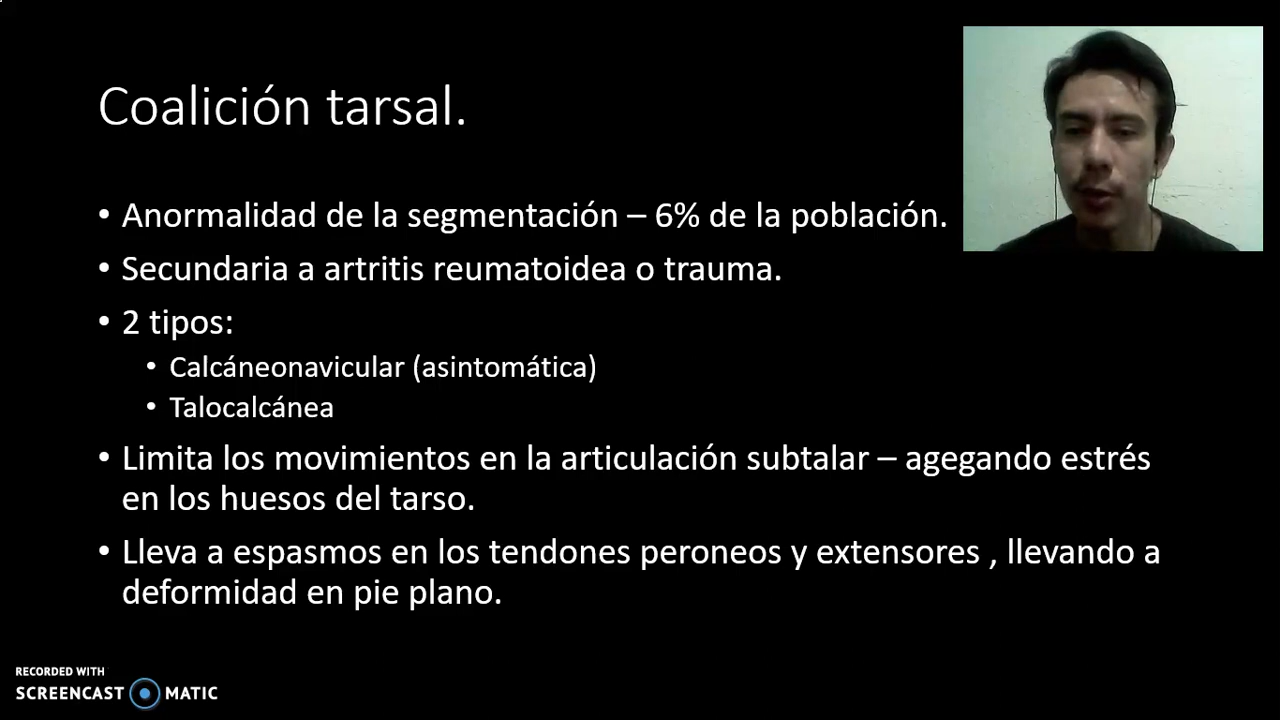 Coalición tarsal.
• Anormalidad de la segmentación – 6% de la población.
• Secundaria a artritis reumatoidea o trauma.
• 2 tipos:
• Calcáneonavicular (asintomática)
• Talocalcánea
• Limita los movimientos en la articulación subtalar – agegando estrés
en los huesos del tarso.
• Lleva a espasmos en los tendones peroneos y extensores , llevando a
deformidad en pie plano.
RECORDED WITH
SCREENCAST MATIC